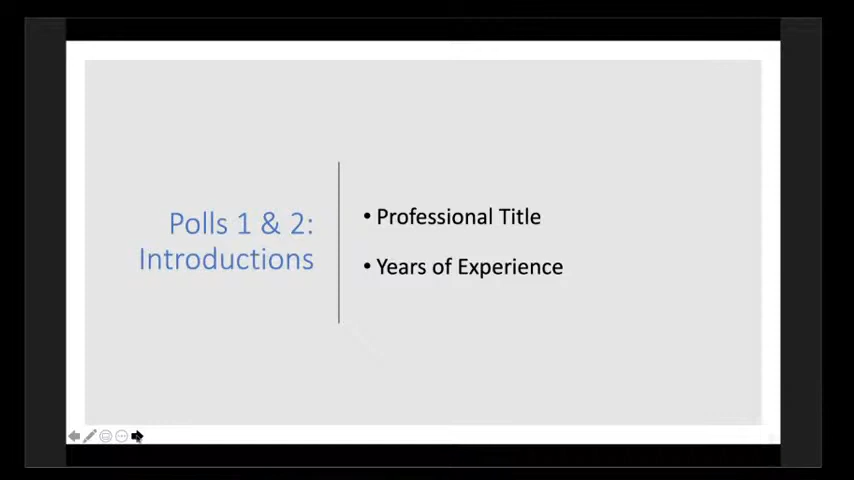 Polls 1 & 2:
Introductions
• Professional Title
• Years of Experience